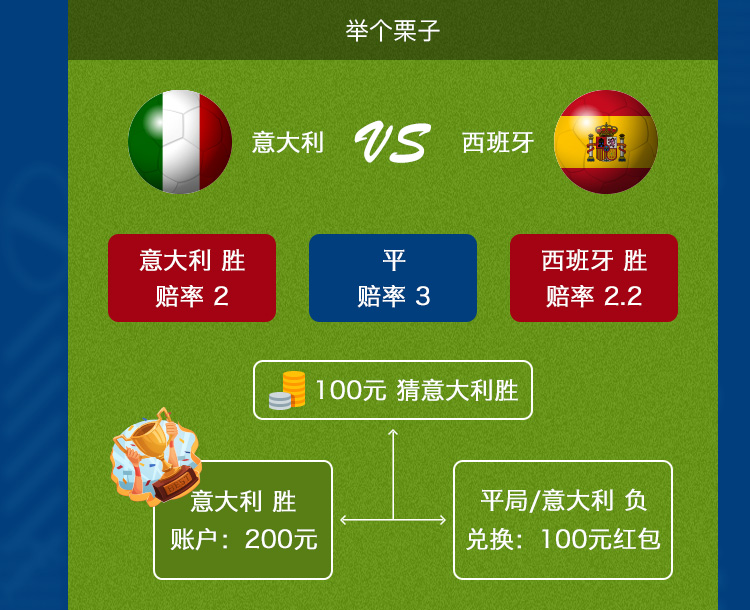 举个栗子
意大利 VS 西班牙
意大利 胜
赔率 2
平
赔率 3
西班牙 胜
赔率 2.2
100元 猜意大利胜
意大利 胜
账户：200元
平局/意大利 负
兑换：100元红包